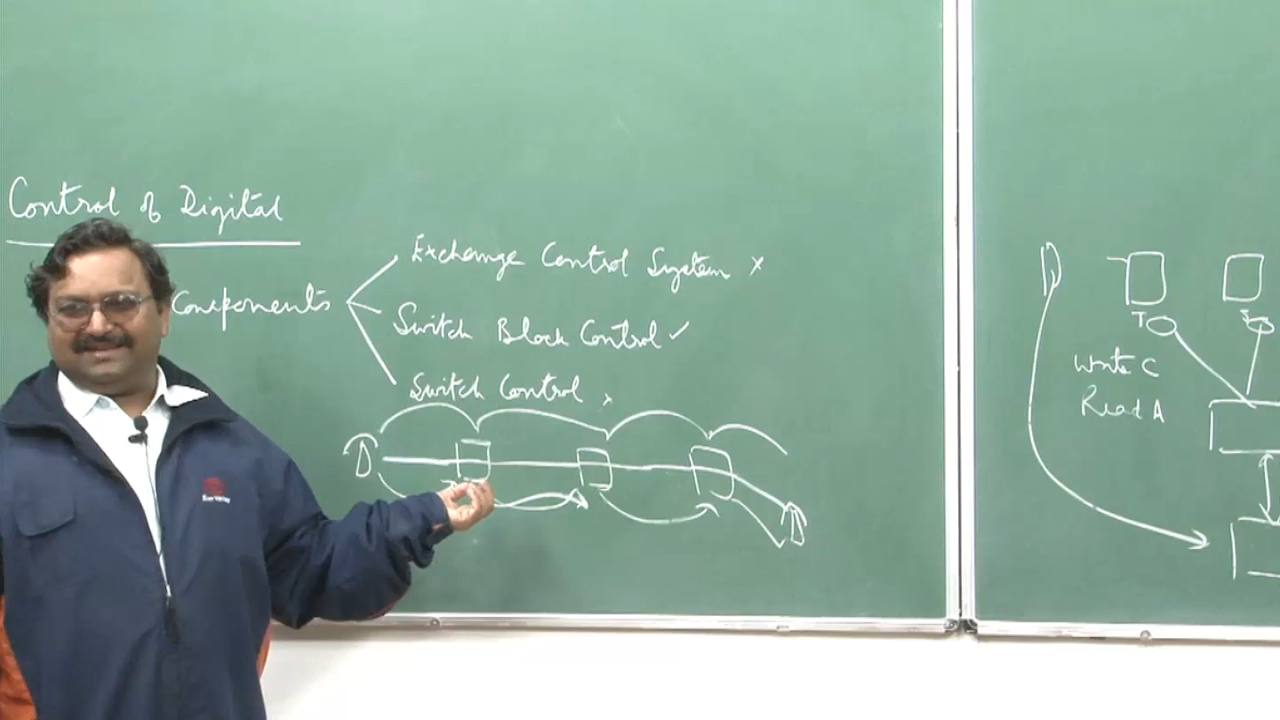 Control of Digital
Components
Exchange Control System x
Switch Block Control ✓
Switch Control x
T
S
Write C
Read A